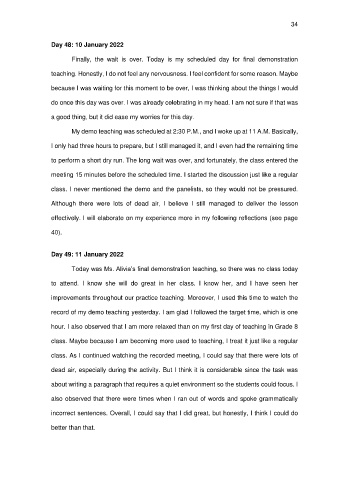 34
Day 48: 10 January 2022
Finally, the wait is over. Today is my scheduled day for final demonstration
teaching. Honestly, I do not feel any nervousness. I feel confident for some reason. Maybe
because I was waiting for this moment to be over, I was thinking about the things I would
do once this day was over. I was already celebrating in my head. I am not sure if that was
a good thing, but it did ease my worries for this day.
My demo teaching was scheduled at 2:30 P.M., and I woke up at 11 A.M. Basically,
I only had three hours to prepare, but I still managed it, and I even had the remaining time
to perform a short dry run. The long wait was over, and fortunately, the class entered the
meeting 15 minutes before the scheduled time. I started the discussion just like a regular
class. I never mentioned the demo and the panelists, so they would not be pressured.
Although there were lots of dead air, I believe I still managed to deliver the lesson
effectively. I will elaborate on my experience more in my following reflections (see page
40).
Day 49: 11 January 2022
Today was Ms. Alivia's final demonstration teaching, so there was no class today
to attend. I know she will do great in her class. I know her, and I have seen her
improvements throughout our practice teaching. Moreover, I used this time to watch the
record of my demo teaching yesterday. I am glad I followed the target time, which is one
hour. I also observed that I am more relaxed than on my first day of teaching in Grade 8
class. Maybe because I am becoming more used to teaching, I treat it just like a regular
class. As I continued watching the recorded meeting, I could say that there were lots of
dead air, especially during the activity. But I think it is considerable since the task was
about writing a paragraph that requires a quiet environment so the students could focus. I
also observed that there were times when I ran out of words and spoke grammatically
incorrect sentences. Overall, I could say that I did great, but honestly, I think I could do
better than that.